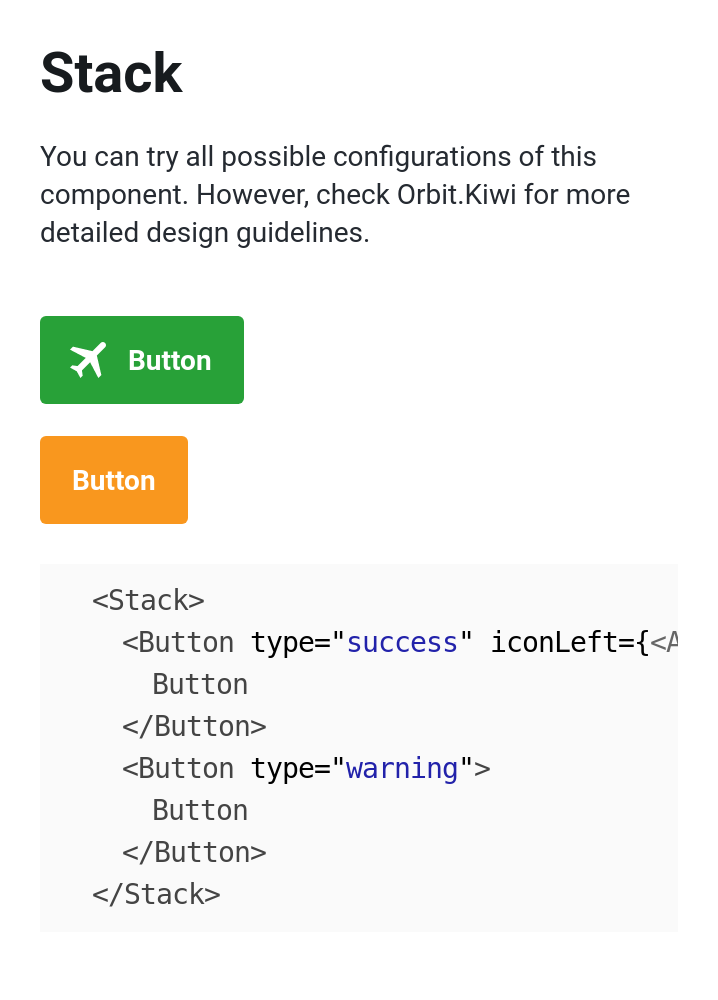 Stack
You can try all possible configurations of this
component. However, check Orbit.Kiwi for more
detailed design guidelines.
Button
Button
<Stack>
<Button type="success" iconLeft={<A
Button
</Button>
<Button type="warning">
Button
</Button>
</Stack>